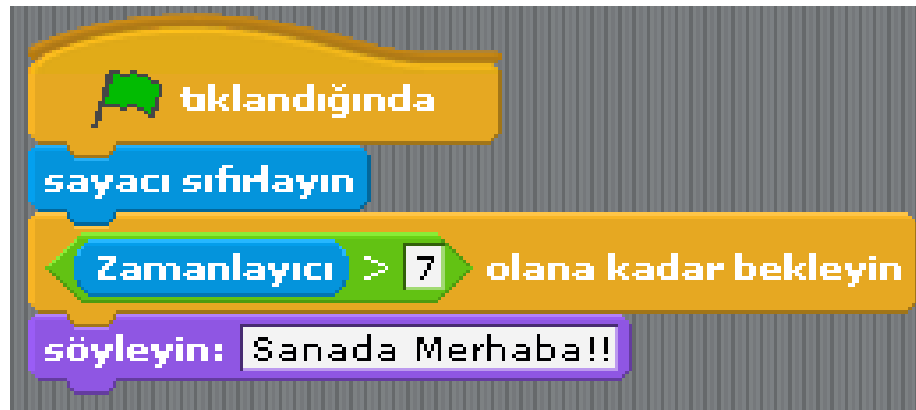 tıklandığında
sayacı sıfırlayın
Zamanlayıcı > 7 olana kadar bekleyin
söyleyin: Sanada Merhaba!!